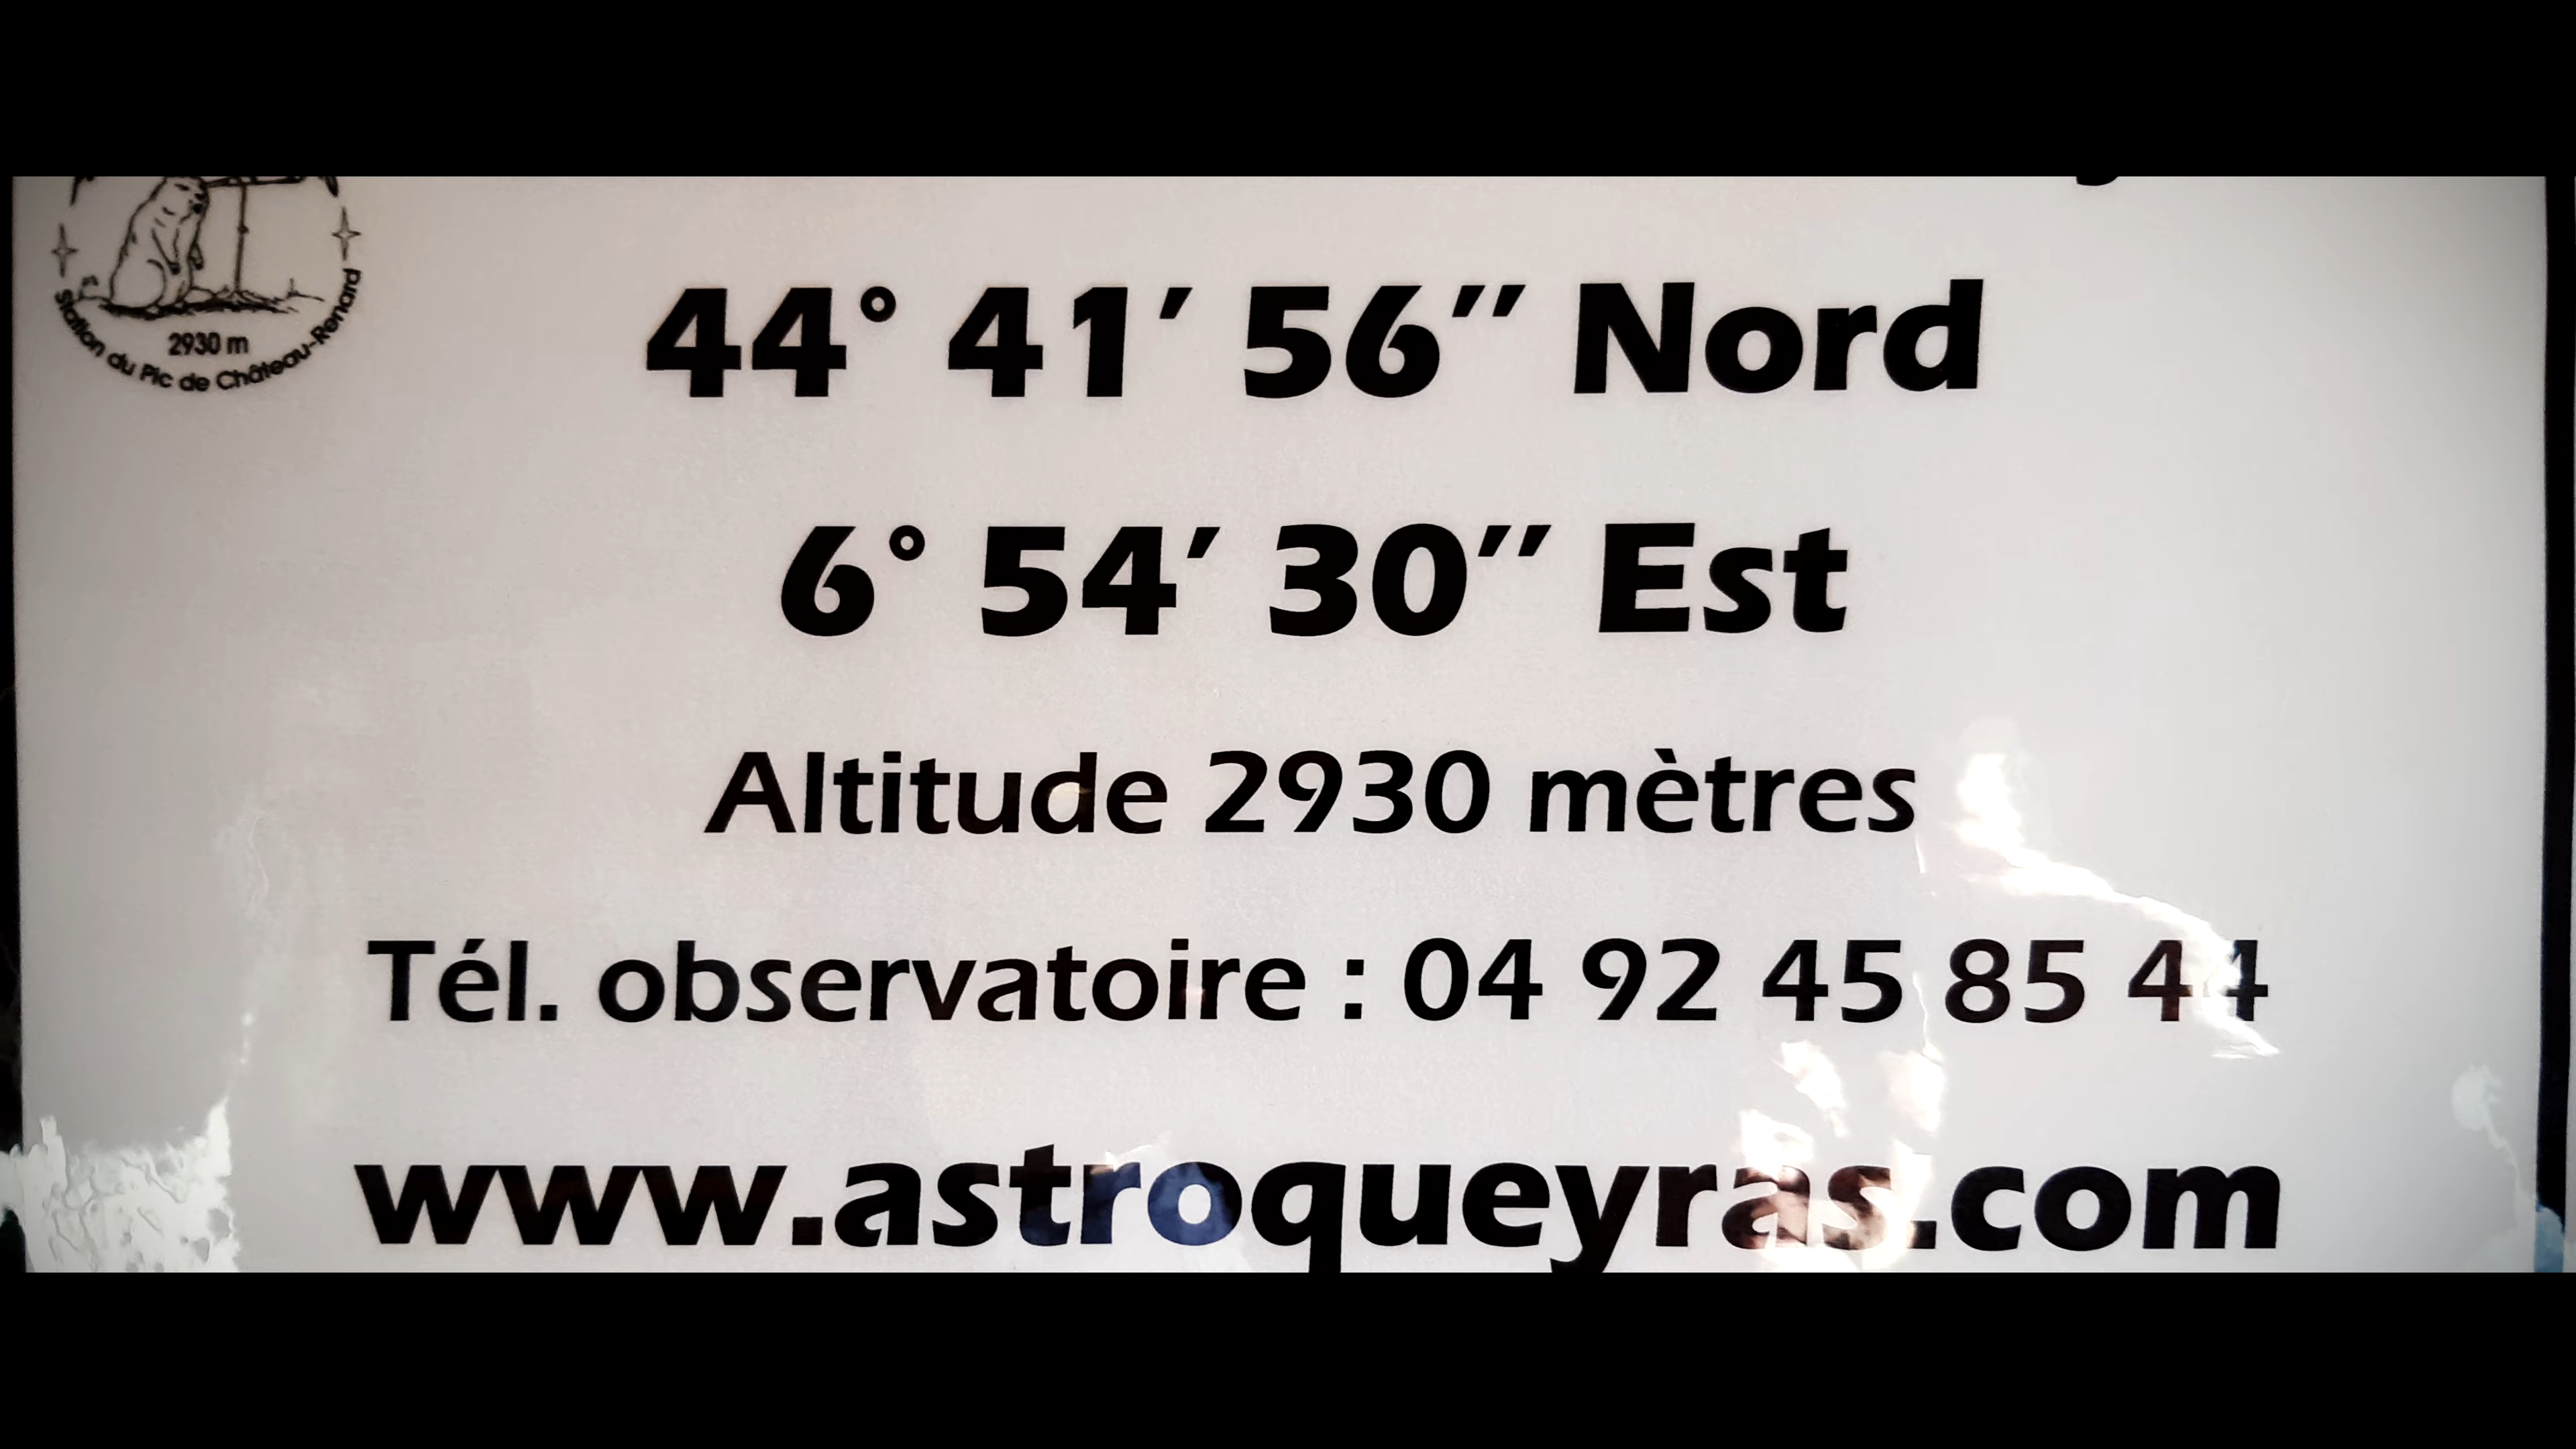 2930 m
Station du Pic de Château-Renard
44° 41’ 56’’ Nord
6° 54’ 30’’ Est
Altitude 2930 mètres
Tél. observatoire : 04 92 45 85 44
www.astroqueyras.com